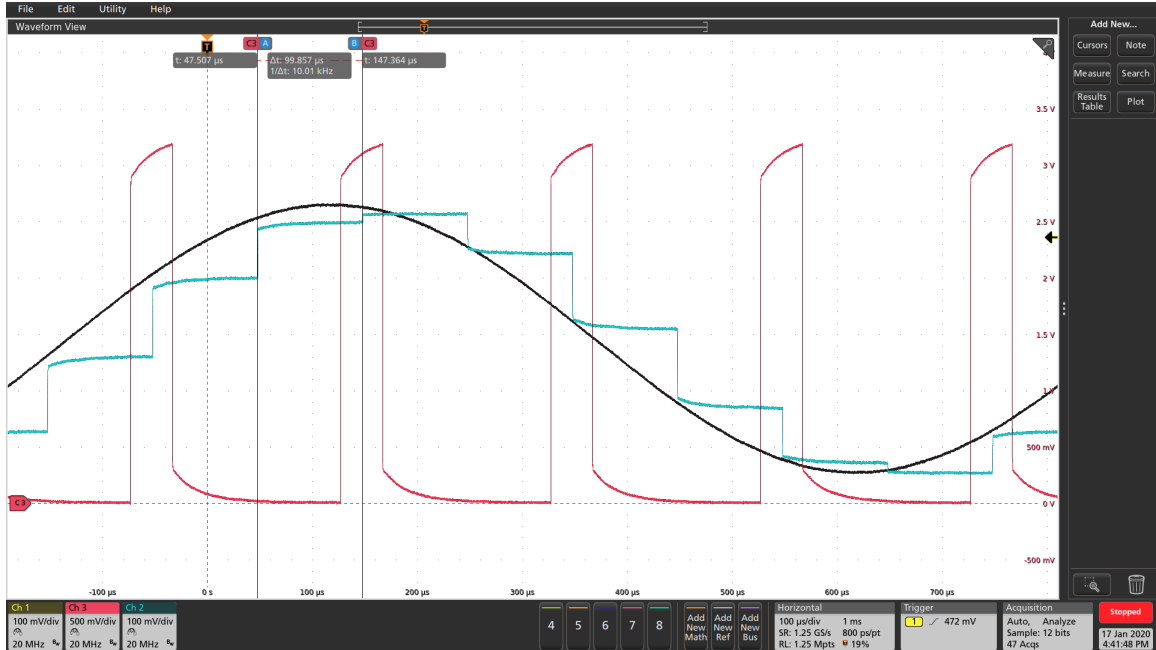 File Edit Utility Help
Waveform View
Add New...
T
C3 A B C3
t: 47.507 µs
Δt: 99.857 µs
1/Δt: 10.01 kHz
t: 147.364 µs
Cursors Note
Measure Search
Results Table Plot
3.5 V
3 V
2.5 V
2 V
1.5 V
1 V
500 mV
C 3
0 V
-500 mV
-100 µs 0 s 100 µs 200 µs 300 µs 400 µs 500 µs 600 µs 700 µs
Ch 1
100 mV/div
20 MHz Bw
Ch 3
500 mV/div
20 MHz Bw
Ch 2
100 mV/div
20 MHz Bw
4 5 6 7 8
Add New Math
Add New Ref
Add New Bus
Horizontal
100 µs/div 1 ms
SR: 1.25 GS/s 800 ps/pt
RL: 1.25 Mpts T 19%
Trigger
1 472 mV
Acquisition
Auto, Analyze
Sample: 12 bits
47 Acqs
Stopped
17 Jan 2020
4:41:48 PM